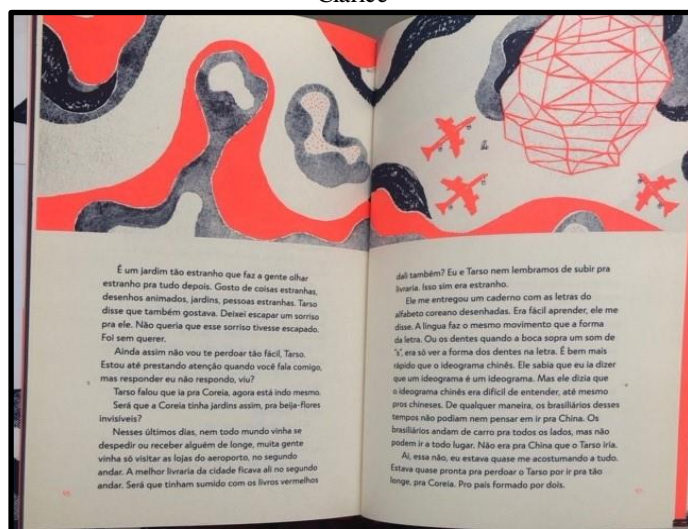 Clarice
É um jardim tão estranho que faz a gente olhar
estranho pra tudo depois. Gosto de coisas estranhas,
desenhos animados, jardins, pessoas estranhas. Tarso
disse que também gostava. Deixei escapar um sorriso
pra ele. Não queria que esse sorriso tivesse escapado.
Foi sem querer.
Ainda assim não vou te perdoar tão fácil, Tarso.
Estou até prestando atenção quando você fala comigo,
mas responder eu não respondo, viu?
Tarso falou que ia pra Coreia, agora está indo mesmo.
Será que a Coreia tinha jardins assim, pra beija-flores
invisíveis?
Nesses últimos dias, nem todo mundo vinha se
despedir ou receber alguém de longe, muita gente
vinha só visitar as lojas do aeroporto, no segundo
andar. A melhor livraria da cidade ficava ali no segundo
andar. Será que tinham sumido com os livros vermelhos
dali também? Eu e Tarso nem lembramos de subir pra
livraria. Isso sim era estranho.
Ele me entregou um caderno com as letras do
alfabeto coreano desenhadas. Era fácil aprender, ele me
disse. A língua faz o mesmo movimento que a forma
da letra. Ou os dentes quando a boca sopra um som de
"s", era só ver a forma dos dentes na letra. É bem mais
rápido que o ideograma chinês. Ele sabia que eu ia dizer
que um ideograma é um ideograma. Mas ele dizia que
o ideograma chinês era difícil de entender, até mesmo
pros chineses. De qualquer maneira, os brasiliários desses
tempos não podiam nem pensar em ir pra China. Os
brasiliários andam de carro pra todos os lados, mas não
podem ir a todo lugar. Não era pra China que o Tarso iria.
Ai, essa não, eu estava quase me acostumando a tudo.
Estava quase pronta pra perdoar o Tarso por ir pra tão
longe, pra Coreia. Pro país formado por dois.